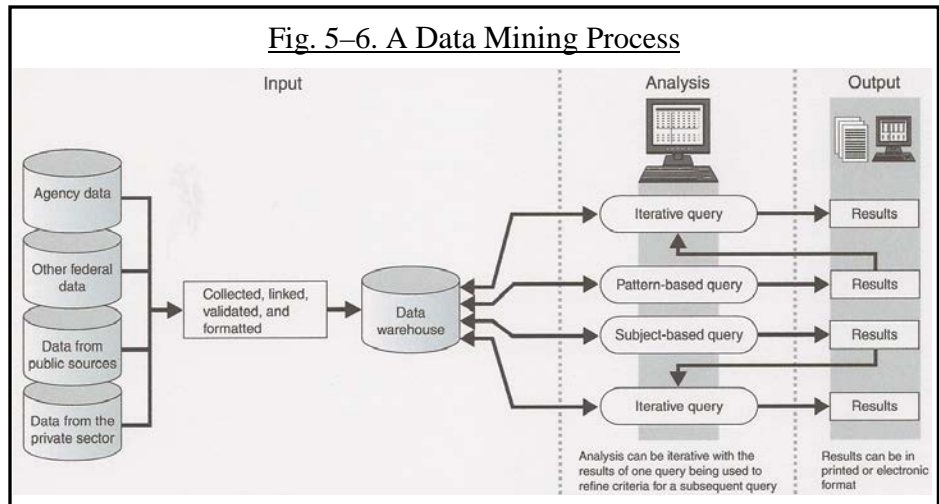 Fig. 5–6. A Data Mining Process
Input
Analysis
Output
Agency data
Other federal
data
Data from
public sources
Data from the
private sector
Collected, linked,
validated, and
formatted
Data
warehouse
Iterative query
Pattern-based query
Subject-based query
Iterative query
Results
Results
Results
Results
Analysis can be iterative with the
results of one query being used to
refine criteria for a subsequent query
Results can be in
printed or electronic
format